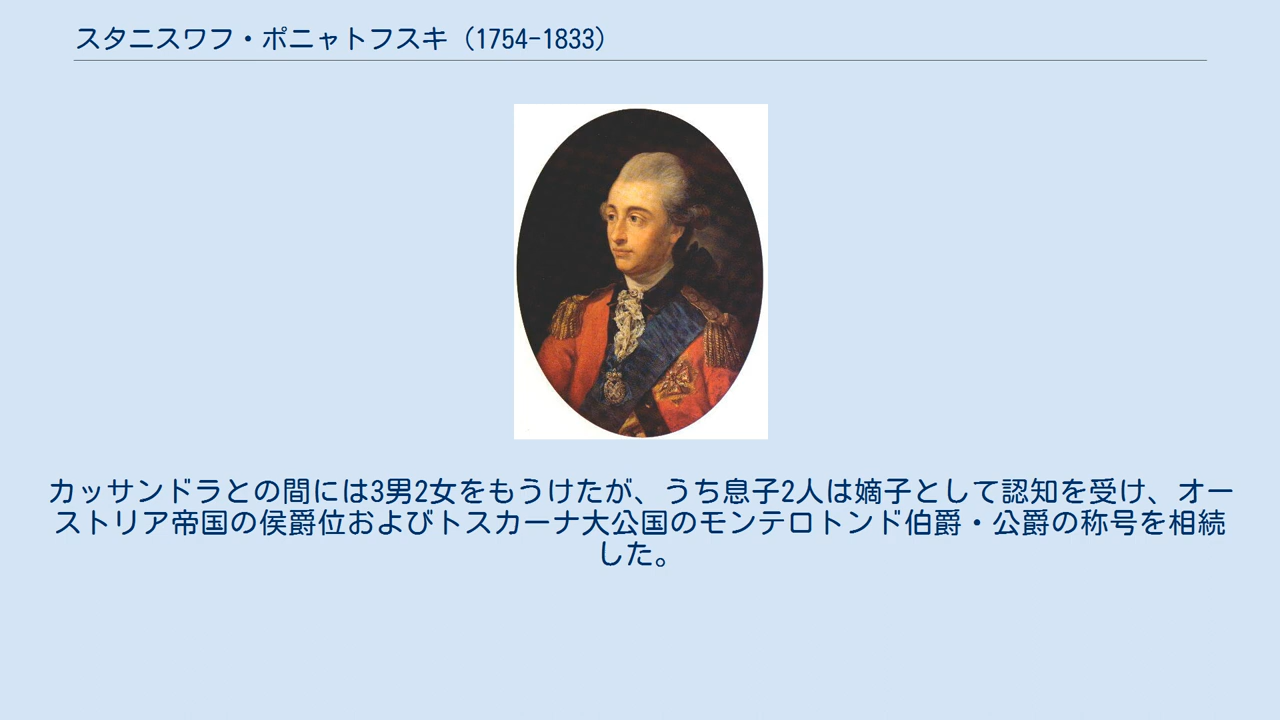 スタニスワフ・ポニャトフスキ（1754-1833）
カッサンドラとの間には3男2女をもうけたが、うち息子2人は嫡子として認知を受け、オー
ストリア帝国の侯爵位およびトスカーナ大公国のモンテロトンド伯爵・公爵の称号を相続
した。